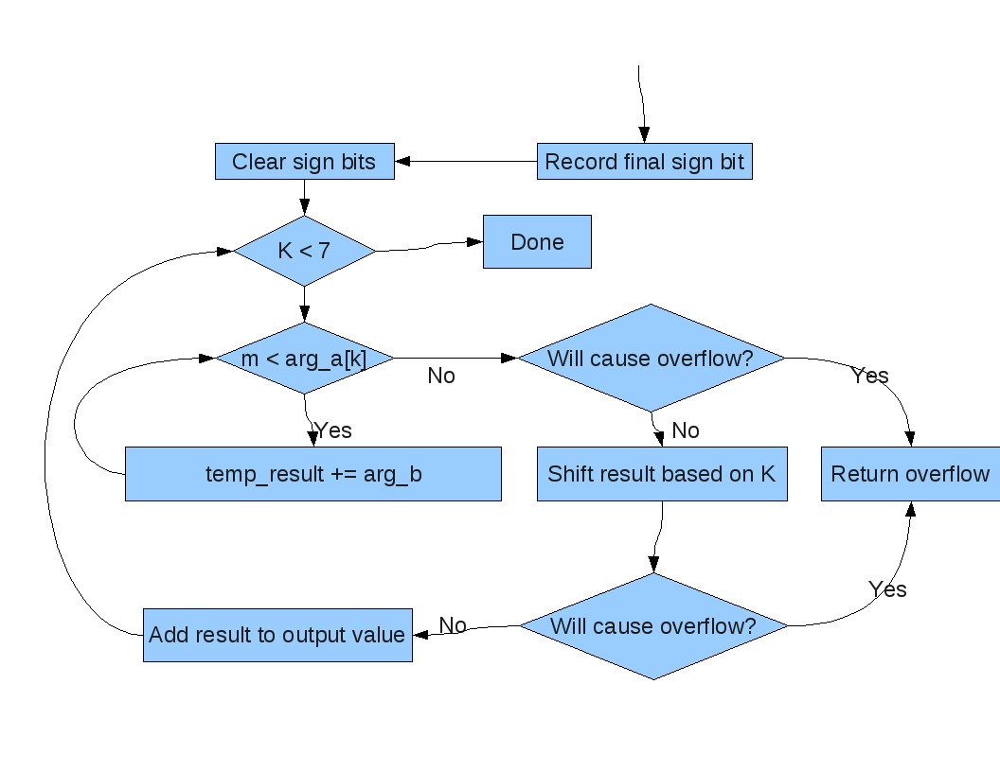 Clear sign bits
Record final sign bit
K < 7
Done
m < arg_a[k]
No
Will cause overflow?
Yes
Yes
No
temp_result += arg_b
Shift result based on K
Return overflow
Yes
Add result to output value
No
Will cause overflow?